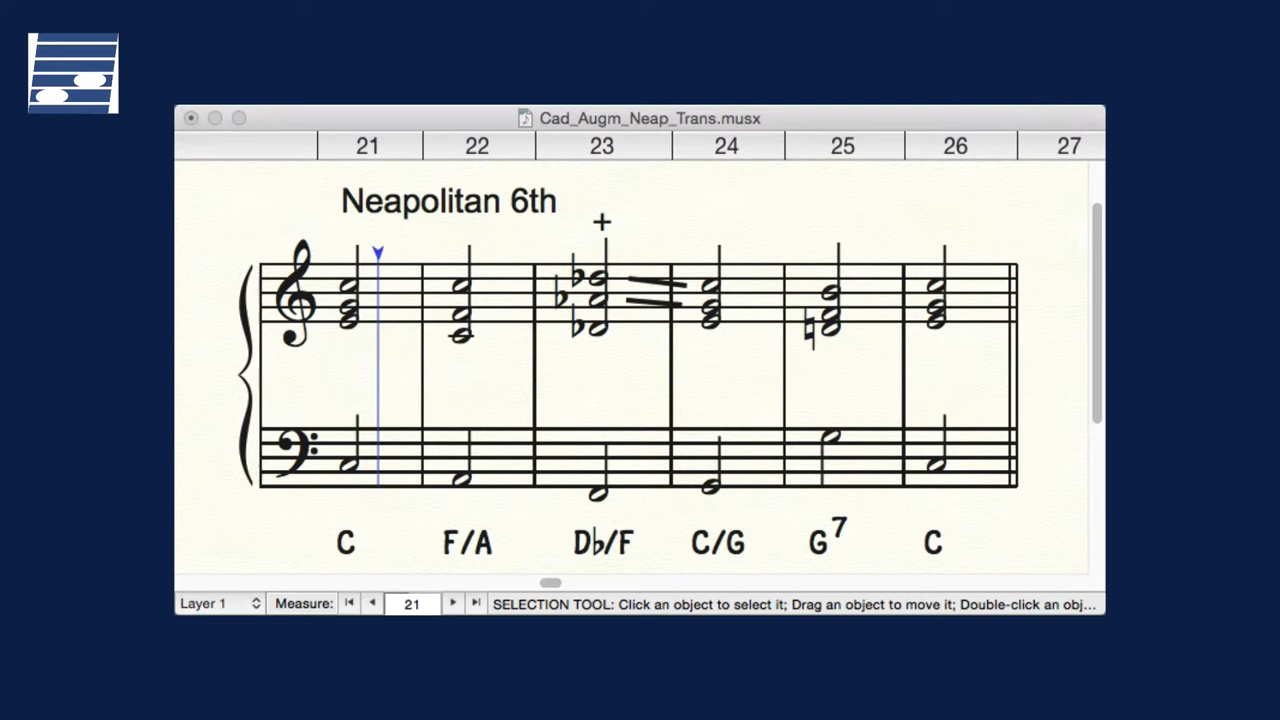 Cad_Augm_Neap_Trans.musx
21 22 23 24 25 26 27
Neapolitan 6th
+
C F/A D♭/F C/G G7 C
Layer 1 Measure: 21 SELECTION TOOL: Click an object to select it; Drag an object to move it; Double-click an obj...